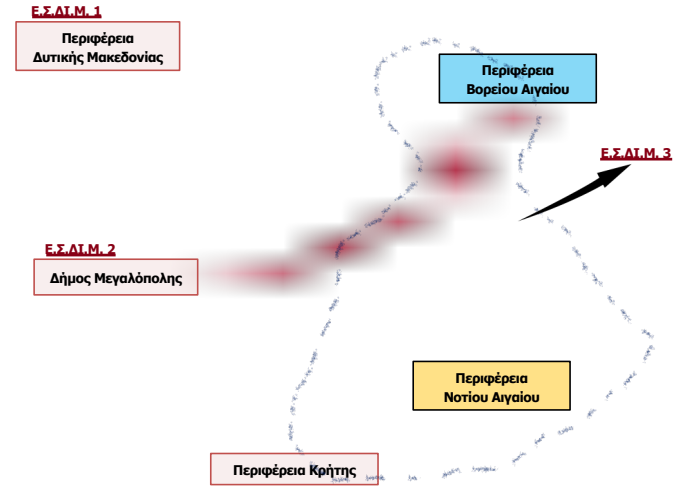 Ε.Σ.ΔΙ.Μ. 1
Περιφέρεια
Δυτικής Μακεδονίας
Περιφέρεια
Βορείου Αιγαίου
Ε.Σ.ΔΙ.Μ. 3
Ε.Σ.ΔΙ.Μ. 2
Δήμος Μεγαλόπολης
Περιφέρεια
Νοτίου Αιγαίου
Περιφέρεια Κρήτης